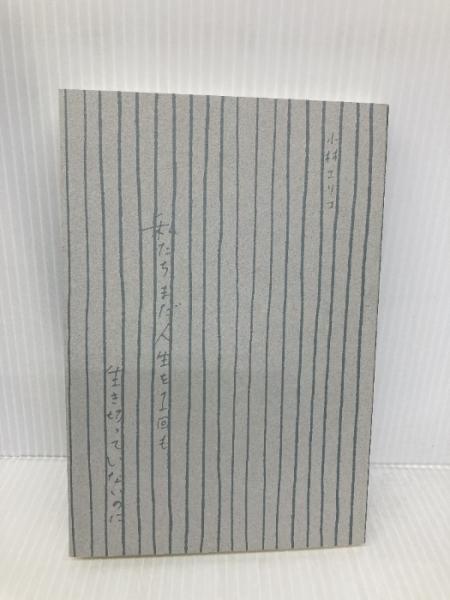 小林エリコ
私たちまだ人生を1回も
生き切っていないのに